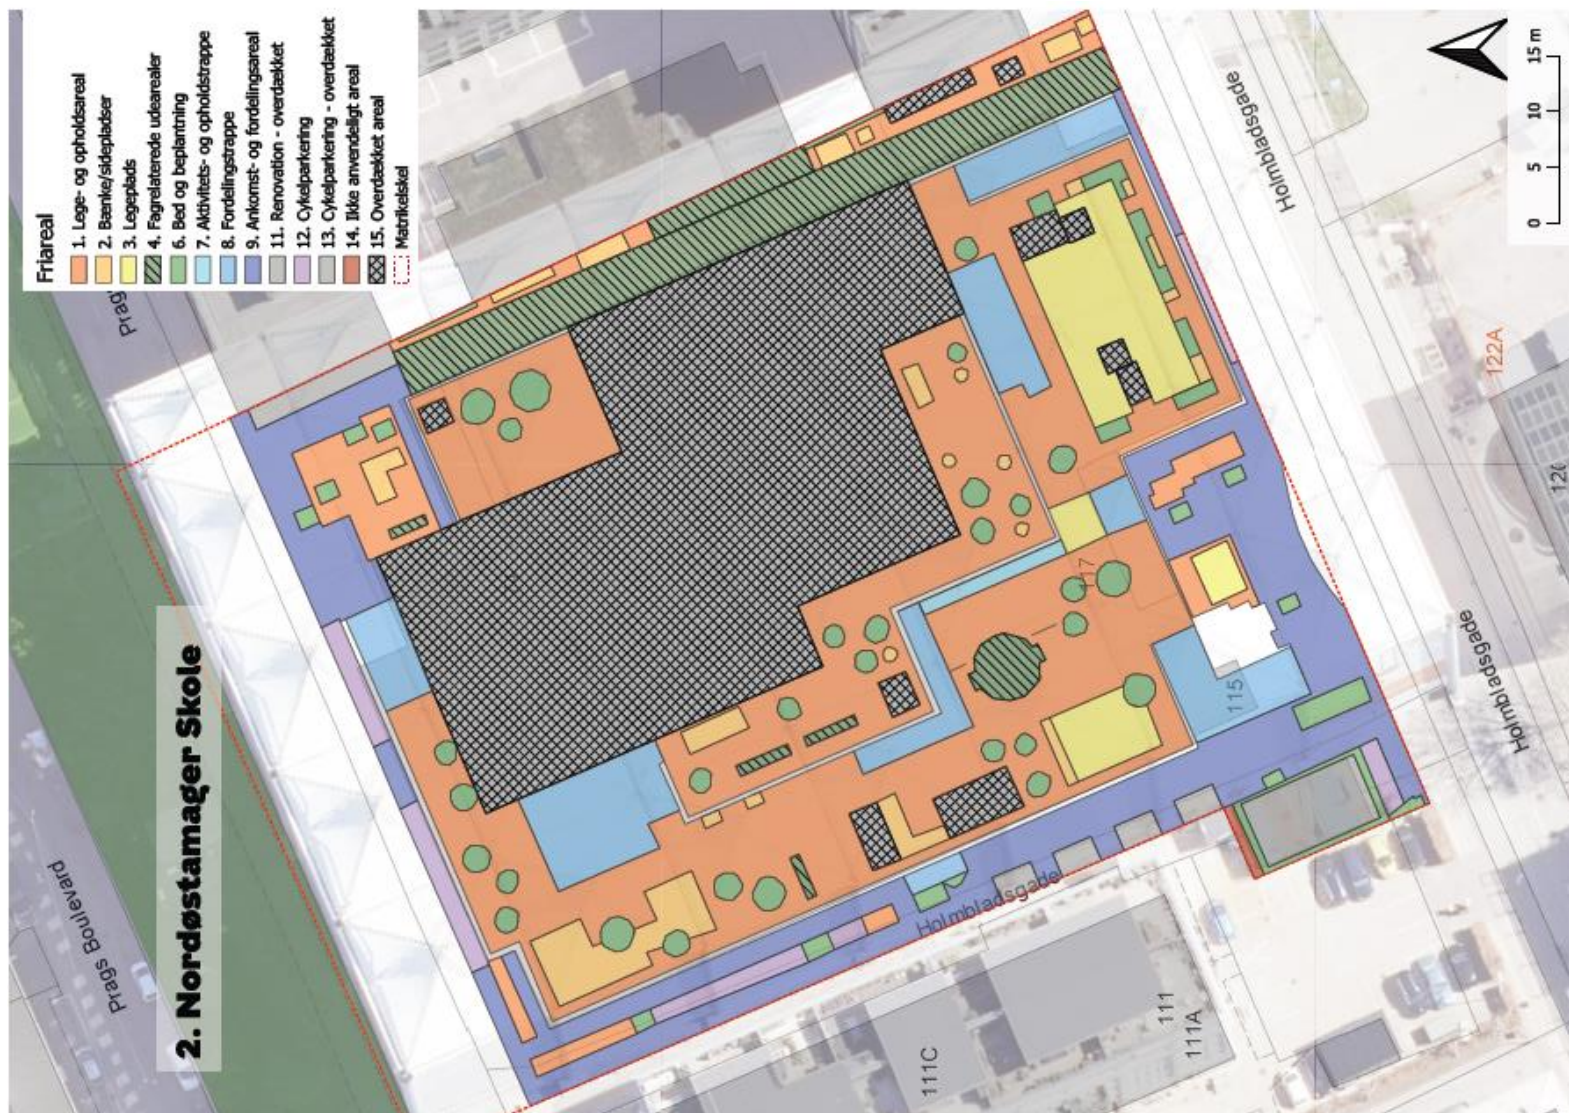 2. Nordøstamager Skole
Friareal
1. Lege- og opholdsareal
2. Bænke/siddepladser
3. Legeplads
4. Fagrelaterede udearealer
6. Bed og beplantning
7. Aktivitets- og opholdstrappe
8. Fordelingstrappe
9. Ankomst- og fordelingsareal
11. Renovation - overdækket
12. Cykelparkering
13. Cykelparkering - overdækket
14. Ikke anvendeligt areal
15. Overdækket areal
Matrikelskel
Prags Boulevard
Prags
Holmbladsgade
Holmbladsgade
Holmbladsgade
117
115
111
111A
111C
122A
0 5 10 15 m